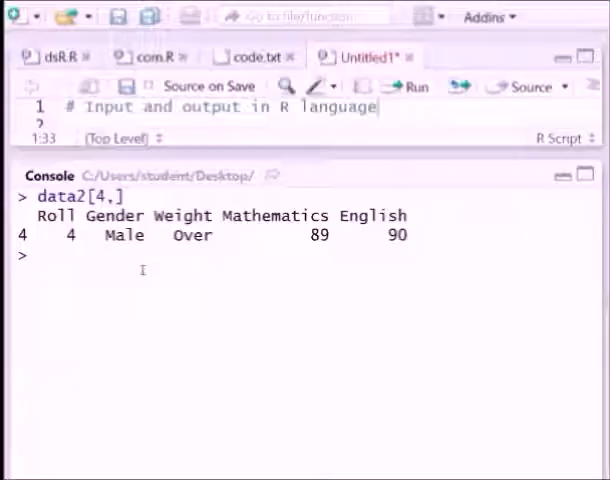 Go to file/function
Addins
dsR.R
com.R
code.txt
Untitled1*
Source on Save
Run
Source
1 # Input and output in R language
2
1:33
(Top Level)
R Script
Console C:/Users/student/Desktop/
> data2[4,]
Roll Gender Weight Mathematics English
4 4 Male Over 89 90
>